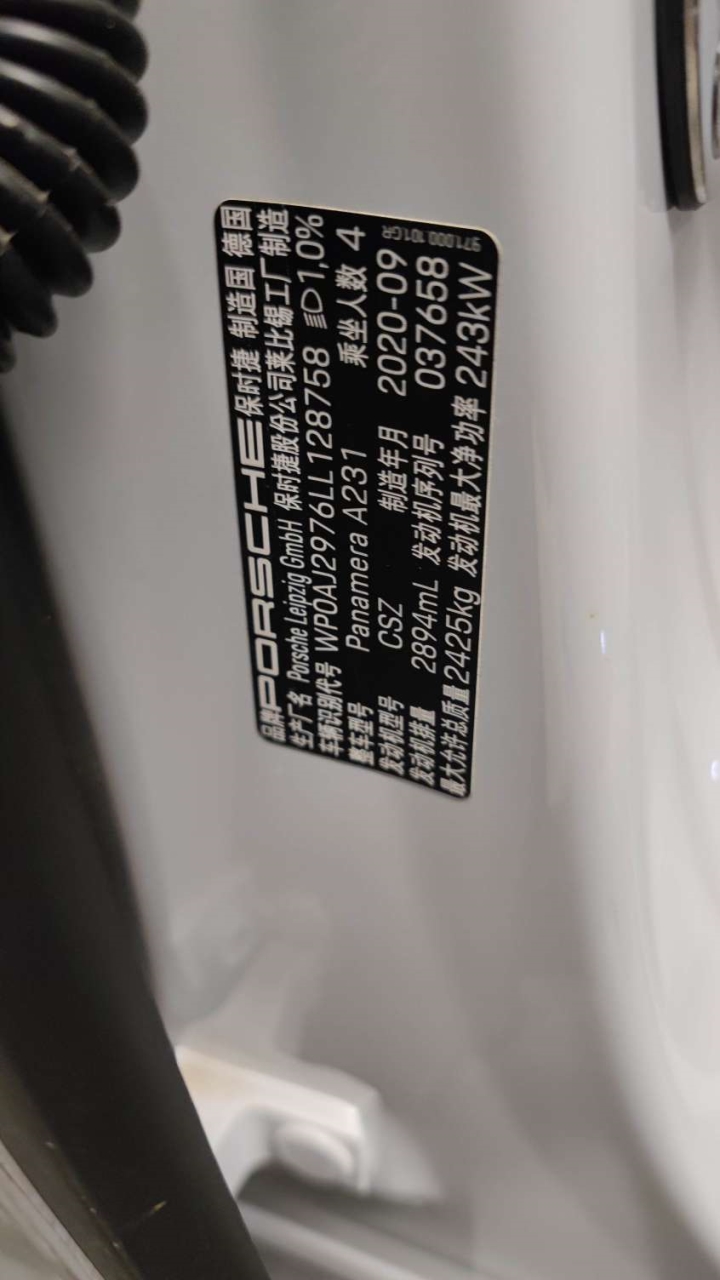 品牌 PORSCHE 保时捷 制造国 德国
生产厂名 Porsche Leipzig GmbH 保时捷股份公司莱比锡工厂制造
车辆识别代号 WP0AJ2976LL128758 1,0%
整车型号 Panamera A231 乘坐人数 4
发动机型号 CSZ 制造年月 2020-09
发动机排量 2894mL 发动机序列号 037658
最大允许总质量 2425kg 发动机最大净功率 243kW
971.000.101GR